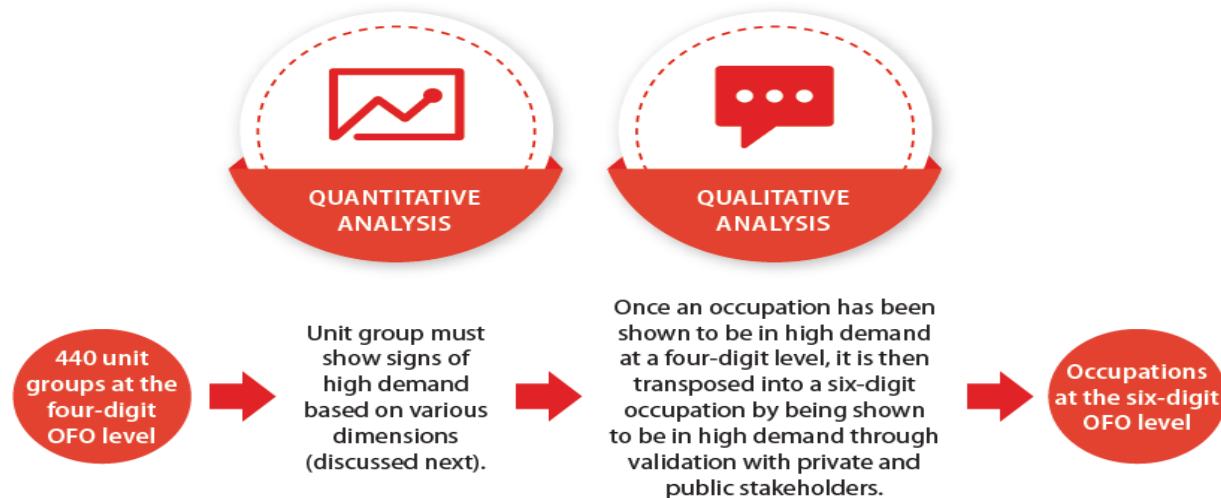 QUANTITATIVE
ANALYSIS
QUALITATIVE
ANALYSIS
440 unit
groups at the
four-digit
OFO level
Unit group must
show signs of
high demand
based on various
dimensions
(discussed next).
Once an occupation has been
shown to be in high demand
at a four-digit level, it is then
transposed into a six-digit
occupation by being shown
to be in high demand through
validation with private and
public stakeholders.
Occupations
at the six-digit
OFO level